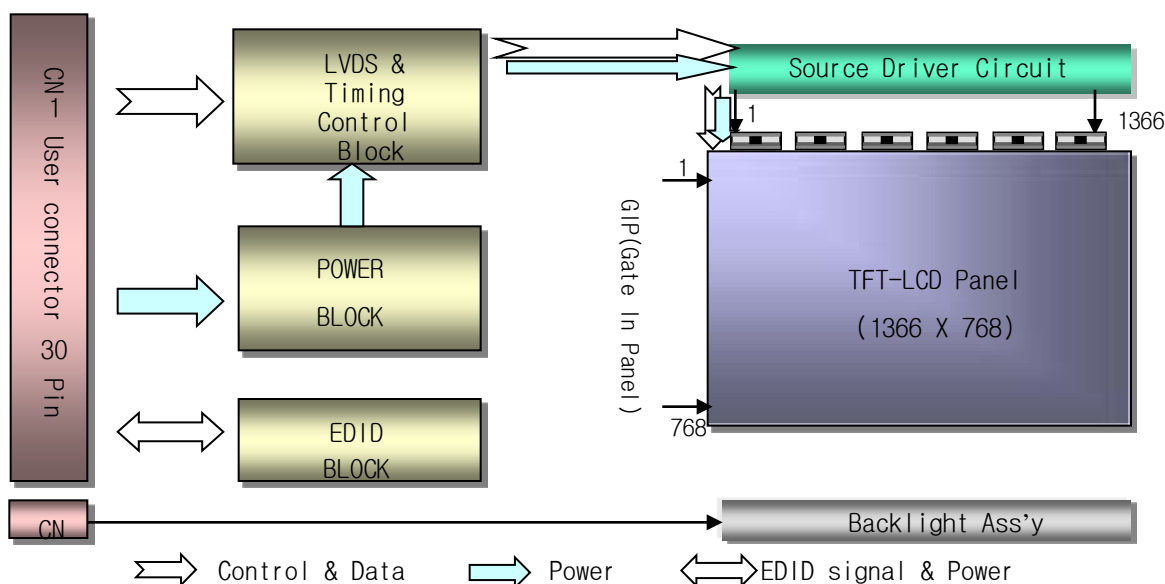 CN-1 User connector 30 Pin
LVDS &
Timing
Control
Block
Source Driver Circuit
1
1366
1
GIP(Gate In Panel)
768
TFT-LCD Panel
(1366 X 768)
POWER
BLOCK
EDID
BLOCK
CN
Backlight Ass'y
Control & Data
Power
EDID signal & Power